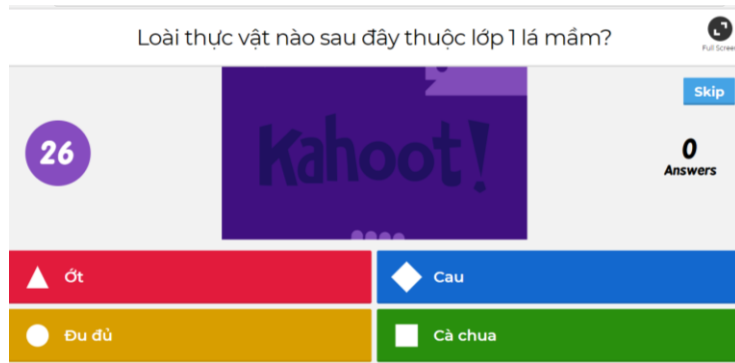 Loài thực vật nào sau đây thuộc lớp 1 lá mầm?
Full Screen
Skip
26
Kahoot!
0
Answers
Ớt
Cau
Đu đủ
Cà chua